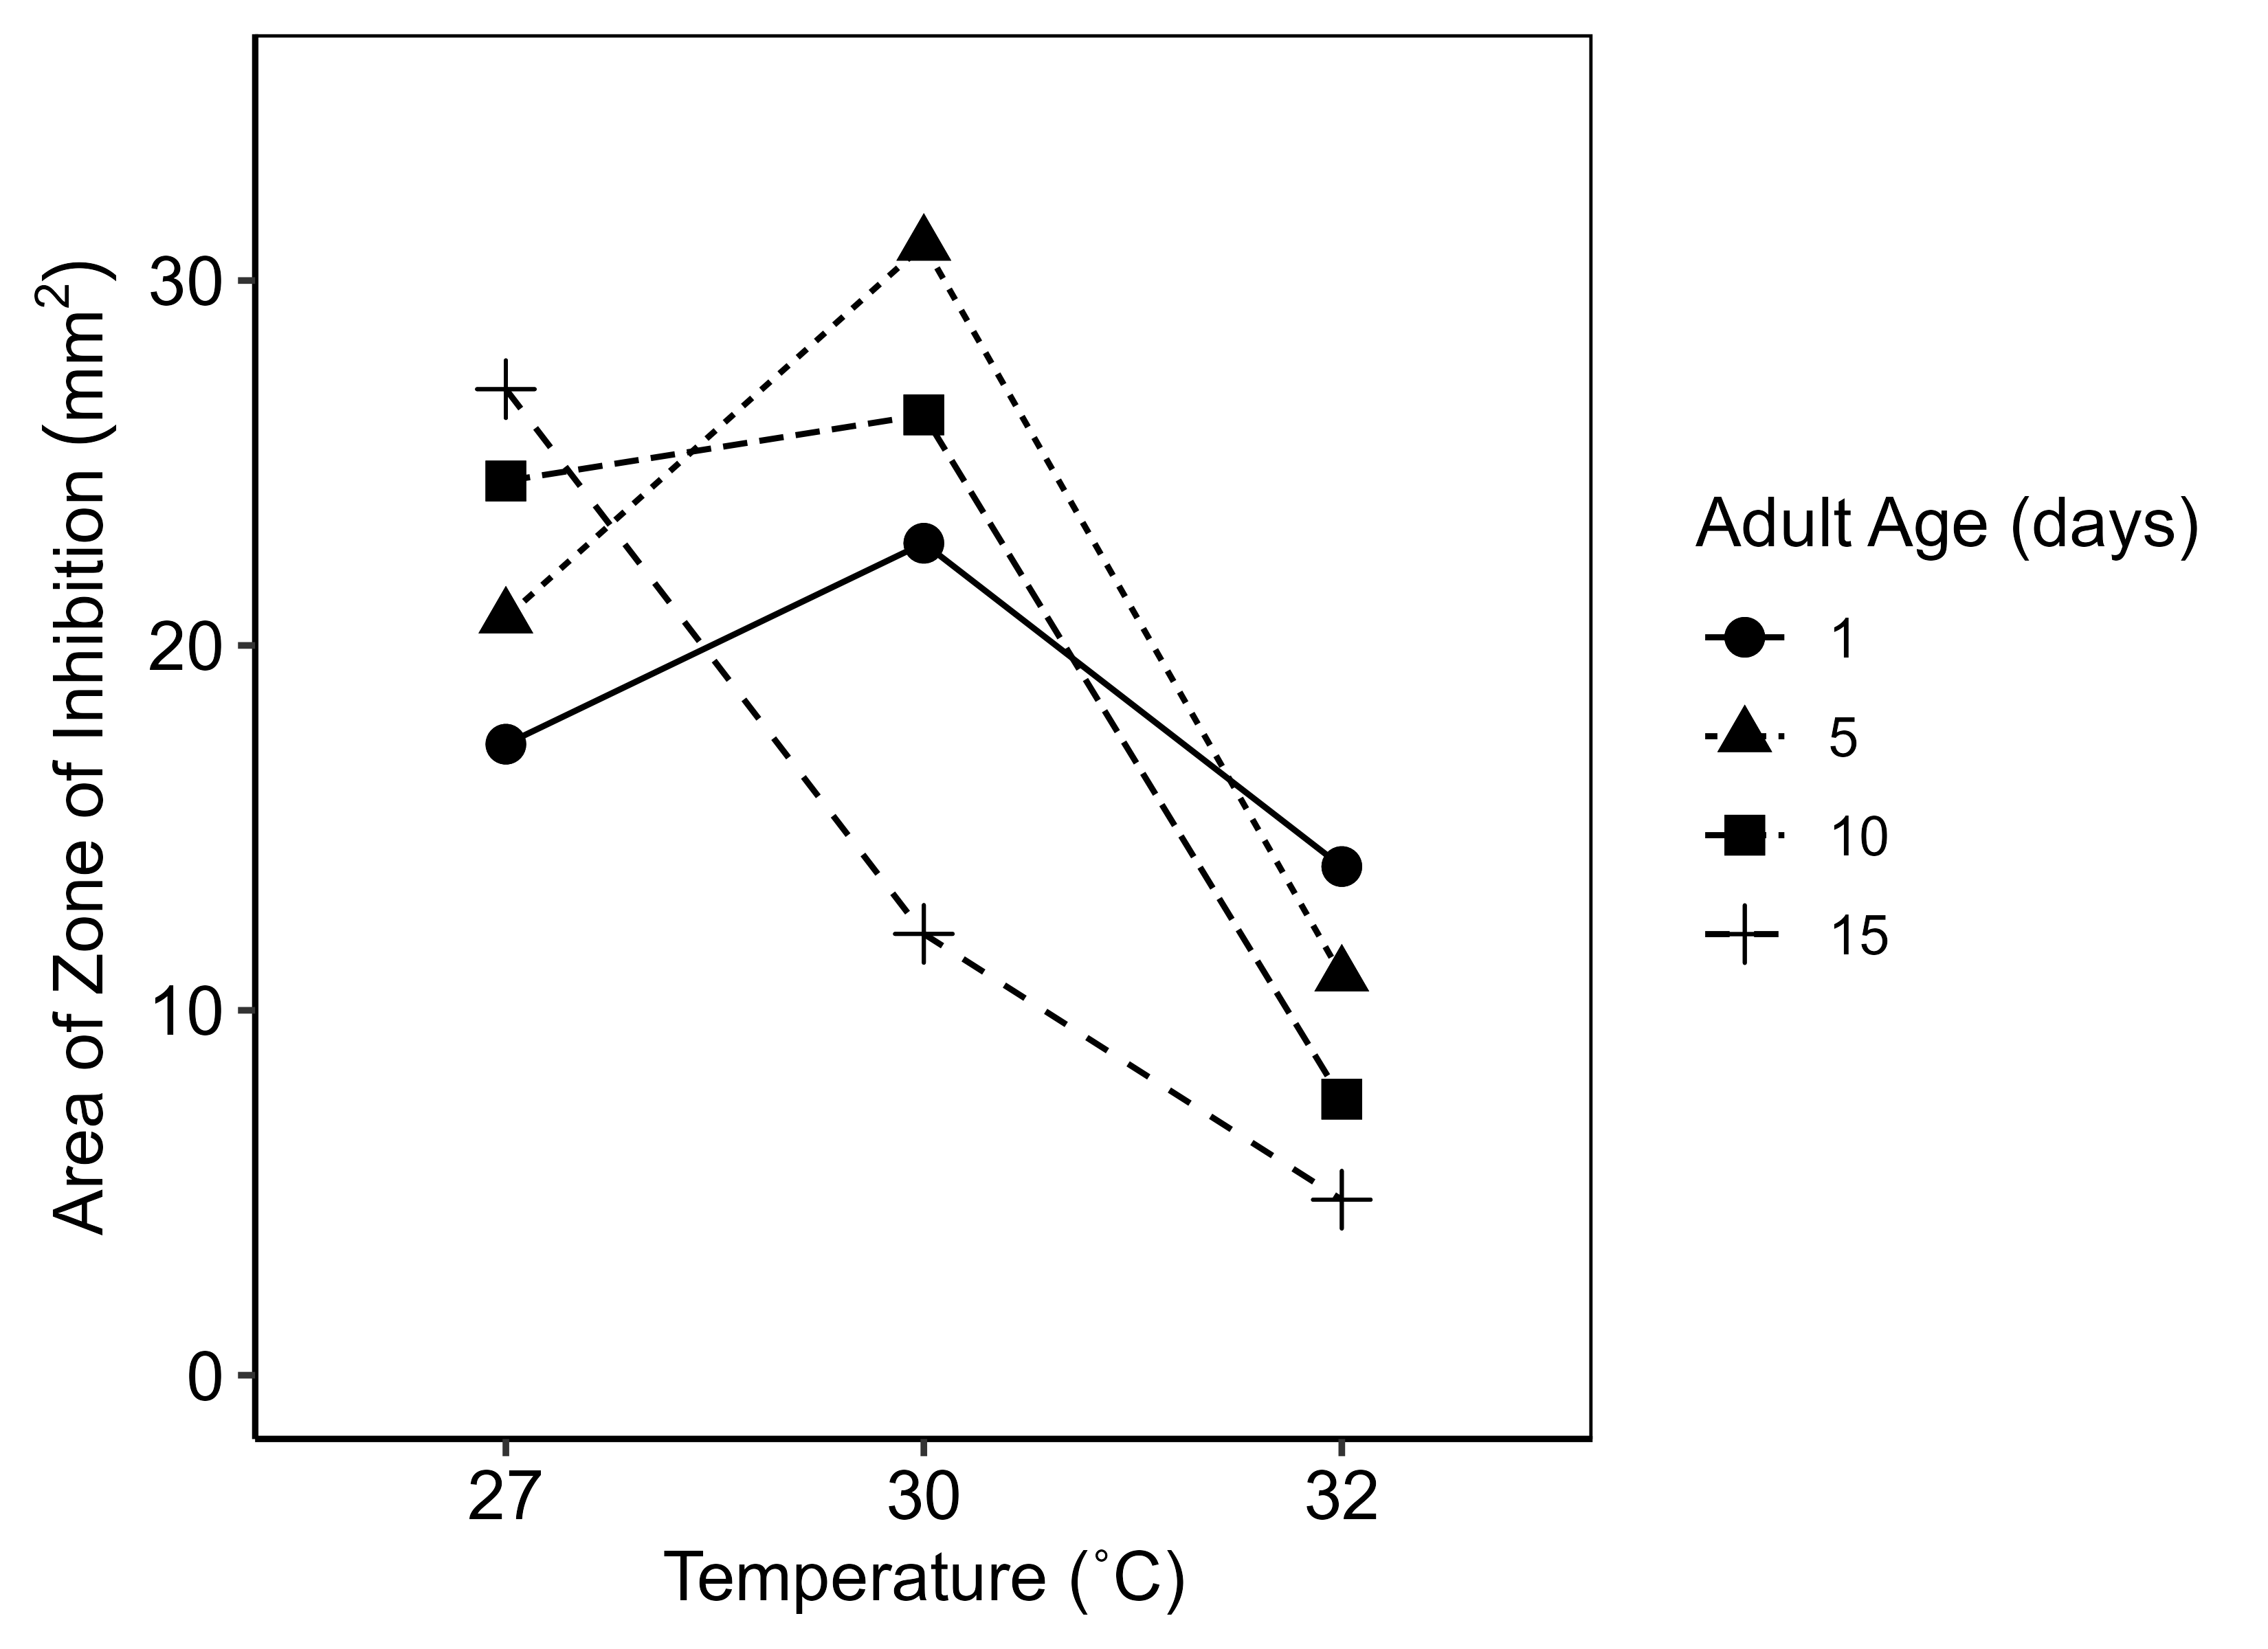 Area of Zone of Inhibition (mm²)
30
20
10
0
27 30 32
Temperature (˚C)
Adult Age (days)
1
5
10
15